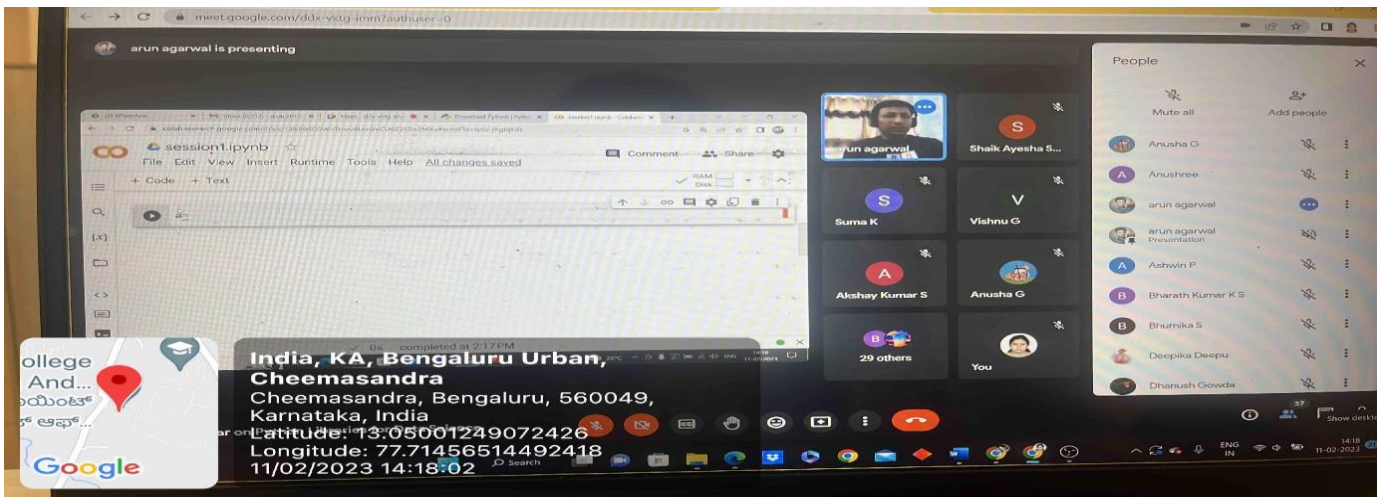 meet.google.com/ddx-vktg-imm?authuser=0
arun agarwal is presenting
session1.ipynb
File Edit View Insert Runtime Tools Help All changes saved
Comment Share
+ Code + Text
RAM
Disk
a=
0s completed at 2:17 PM
arun agarwal
Shaik Ayesha S...
S
S
Suma K
V
Vishnu G
A
Akshay Kumar S
Anusha G
B
29 others
You
People
Mute all
Add people
Anusha G
A Anushree
arun agarwal
arun agarwal
Presentation
A Ashwin P
B Bharath Kumar K S
B Bhumika S
Deepika Deepu
Dhanush Gowda
37
Show deskt
Search
ENG
IN
14:18
11-02-2023
ollege
And...
Google
India, KA, Bengaluru Urban,
Cheemasandra
Cheemasandra, Bengaluru, 560049,
Karnataka, India
Latitude: 13.05001249072426
Longitude: 77.71456514492418
11/02/2023 14:18:02